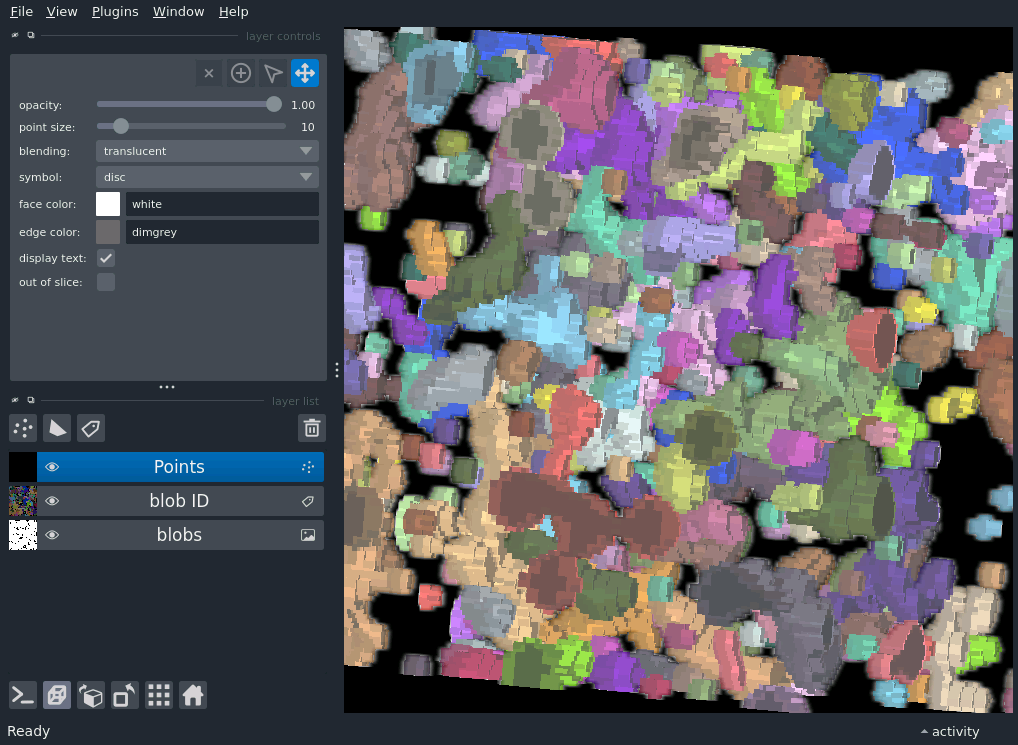 File View Plugins Window Help
layer controls
opacity: 1.00
point size: 10
blending: translucent
symbol: disc
face color: white
edge color: dimgrey
display text:
out of slice:
layer list
Points
blob ID
blobs
Ready
activity